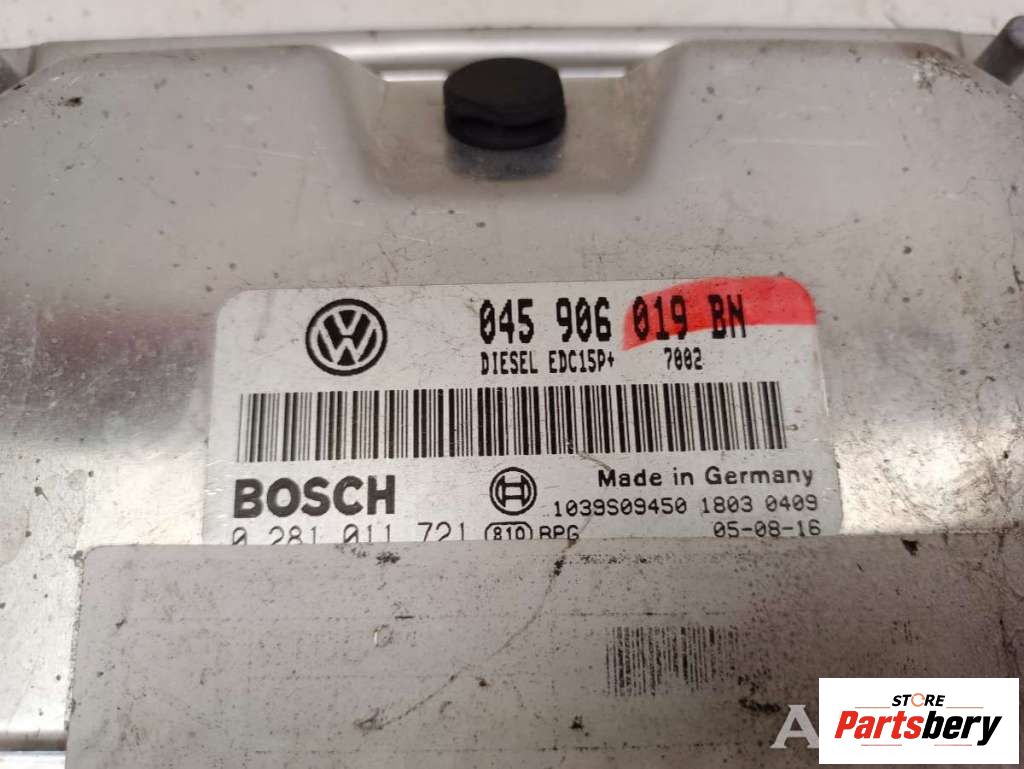 VW
045 906 019 BN
DIESEL EDC15P+ 7002
BOSCH
Made in Germany
1039S09450 1803 0409
0 281 011 721 810 BPG 05-08-16
STORE
Partsbery